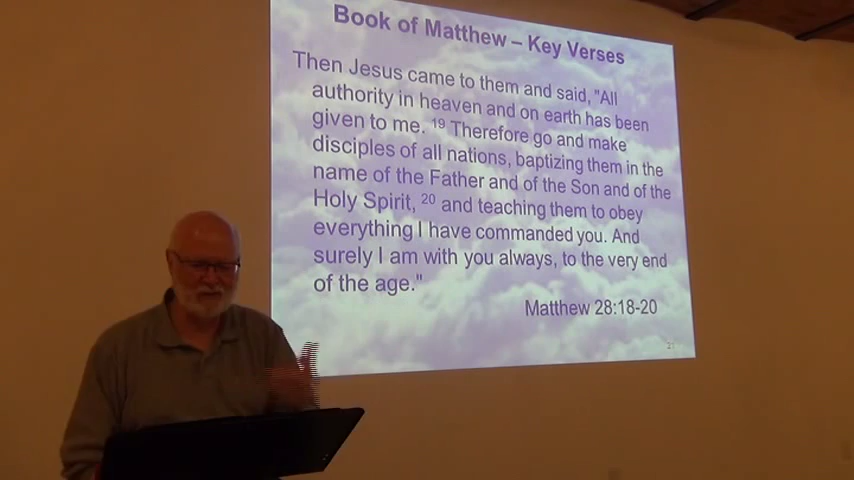 Book of Matthew – Key Verses
Then Jesus came to them and said, "All
authority in heaven and on earth has been
given to me. 19 Therefore go and make
disciples of all nations, baptizing them in the
name of the Father and of the Son and of the
Holy Spirit, 20 and teaching them to obey
everything I have commanded you. And
surely I am with you always, to the very end
of the age."
Matthew 28:18-20